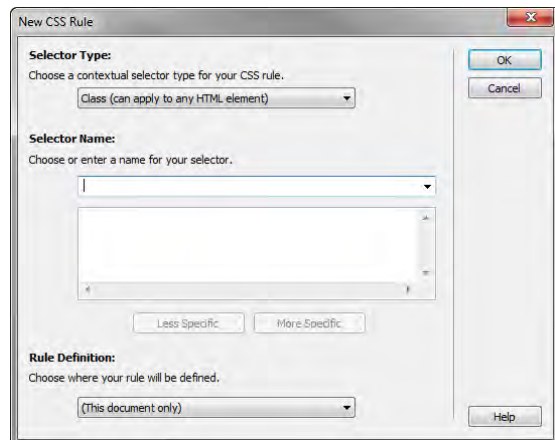 New CSS Rule
Selector Type:
OK
Choose a contextual selector type for your CSS rule.
Class (can apply to any HTML element)
Cancel
Selector Name:
Choose or enter a name for your selector.
Less Specific
More Specific
Rule Definition:
Choose where your rule will be defined.
(This document only)
Help